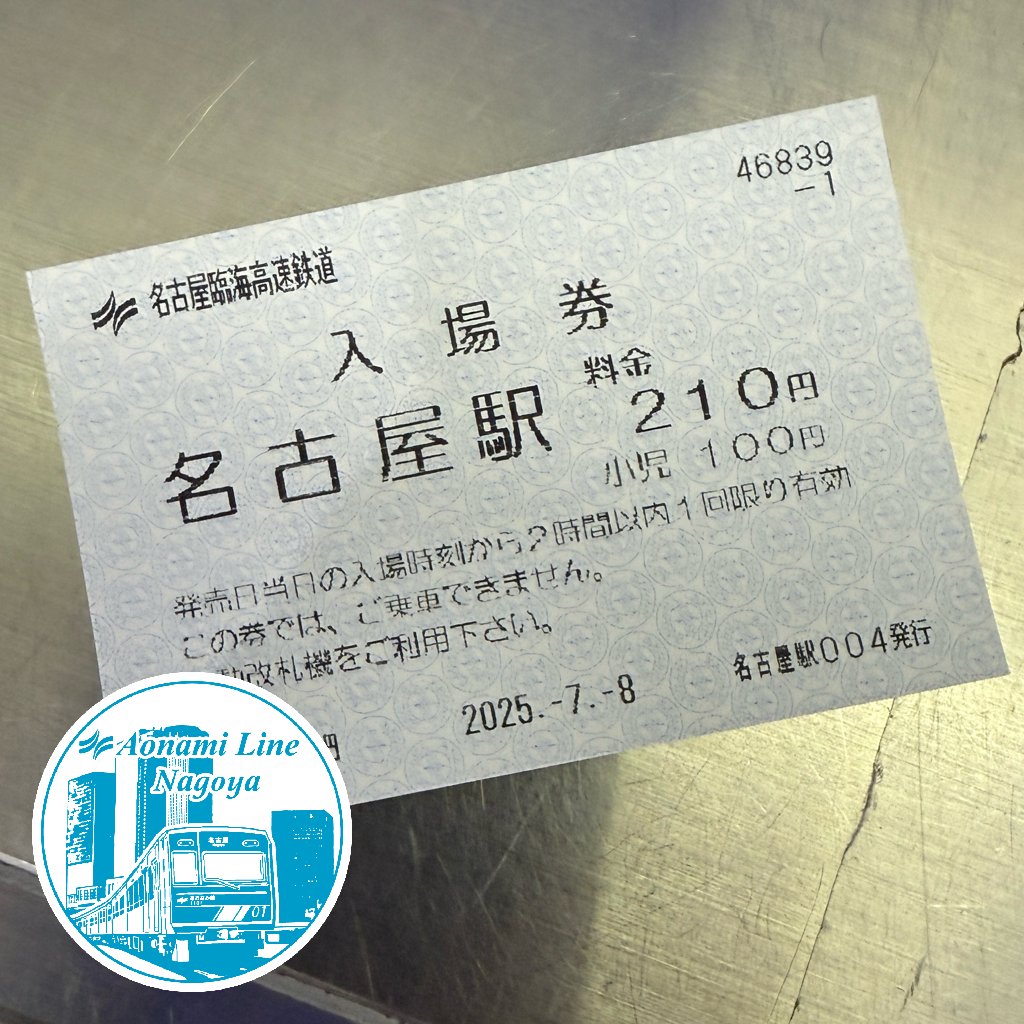 46839
-1
名古屋臨海高速鉄道
入場券
名古屋駅
料金
210円
小児 100円
発売日当日の入場時刻から2時間以内1回限り有効
この券では、ご乗車できません。
改札機をご利用下さい。
2025.-7.-8
名古屋駅004発行
円
Aonami Line
Nagoya
名古屋
01